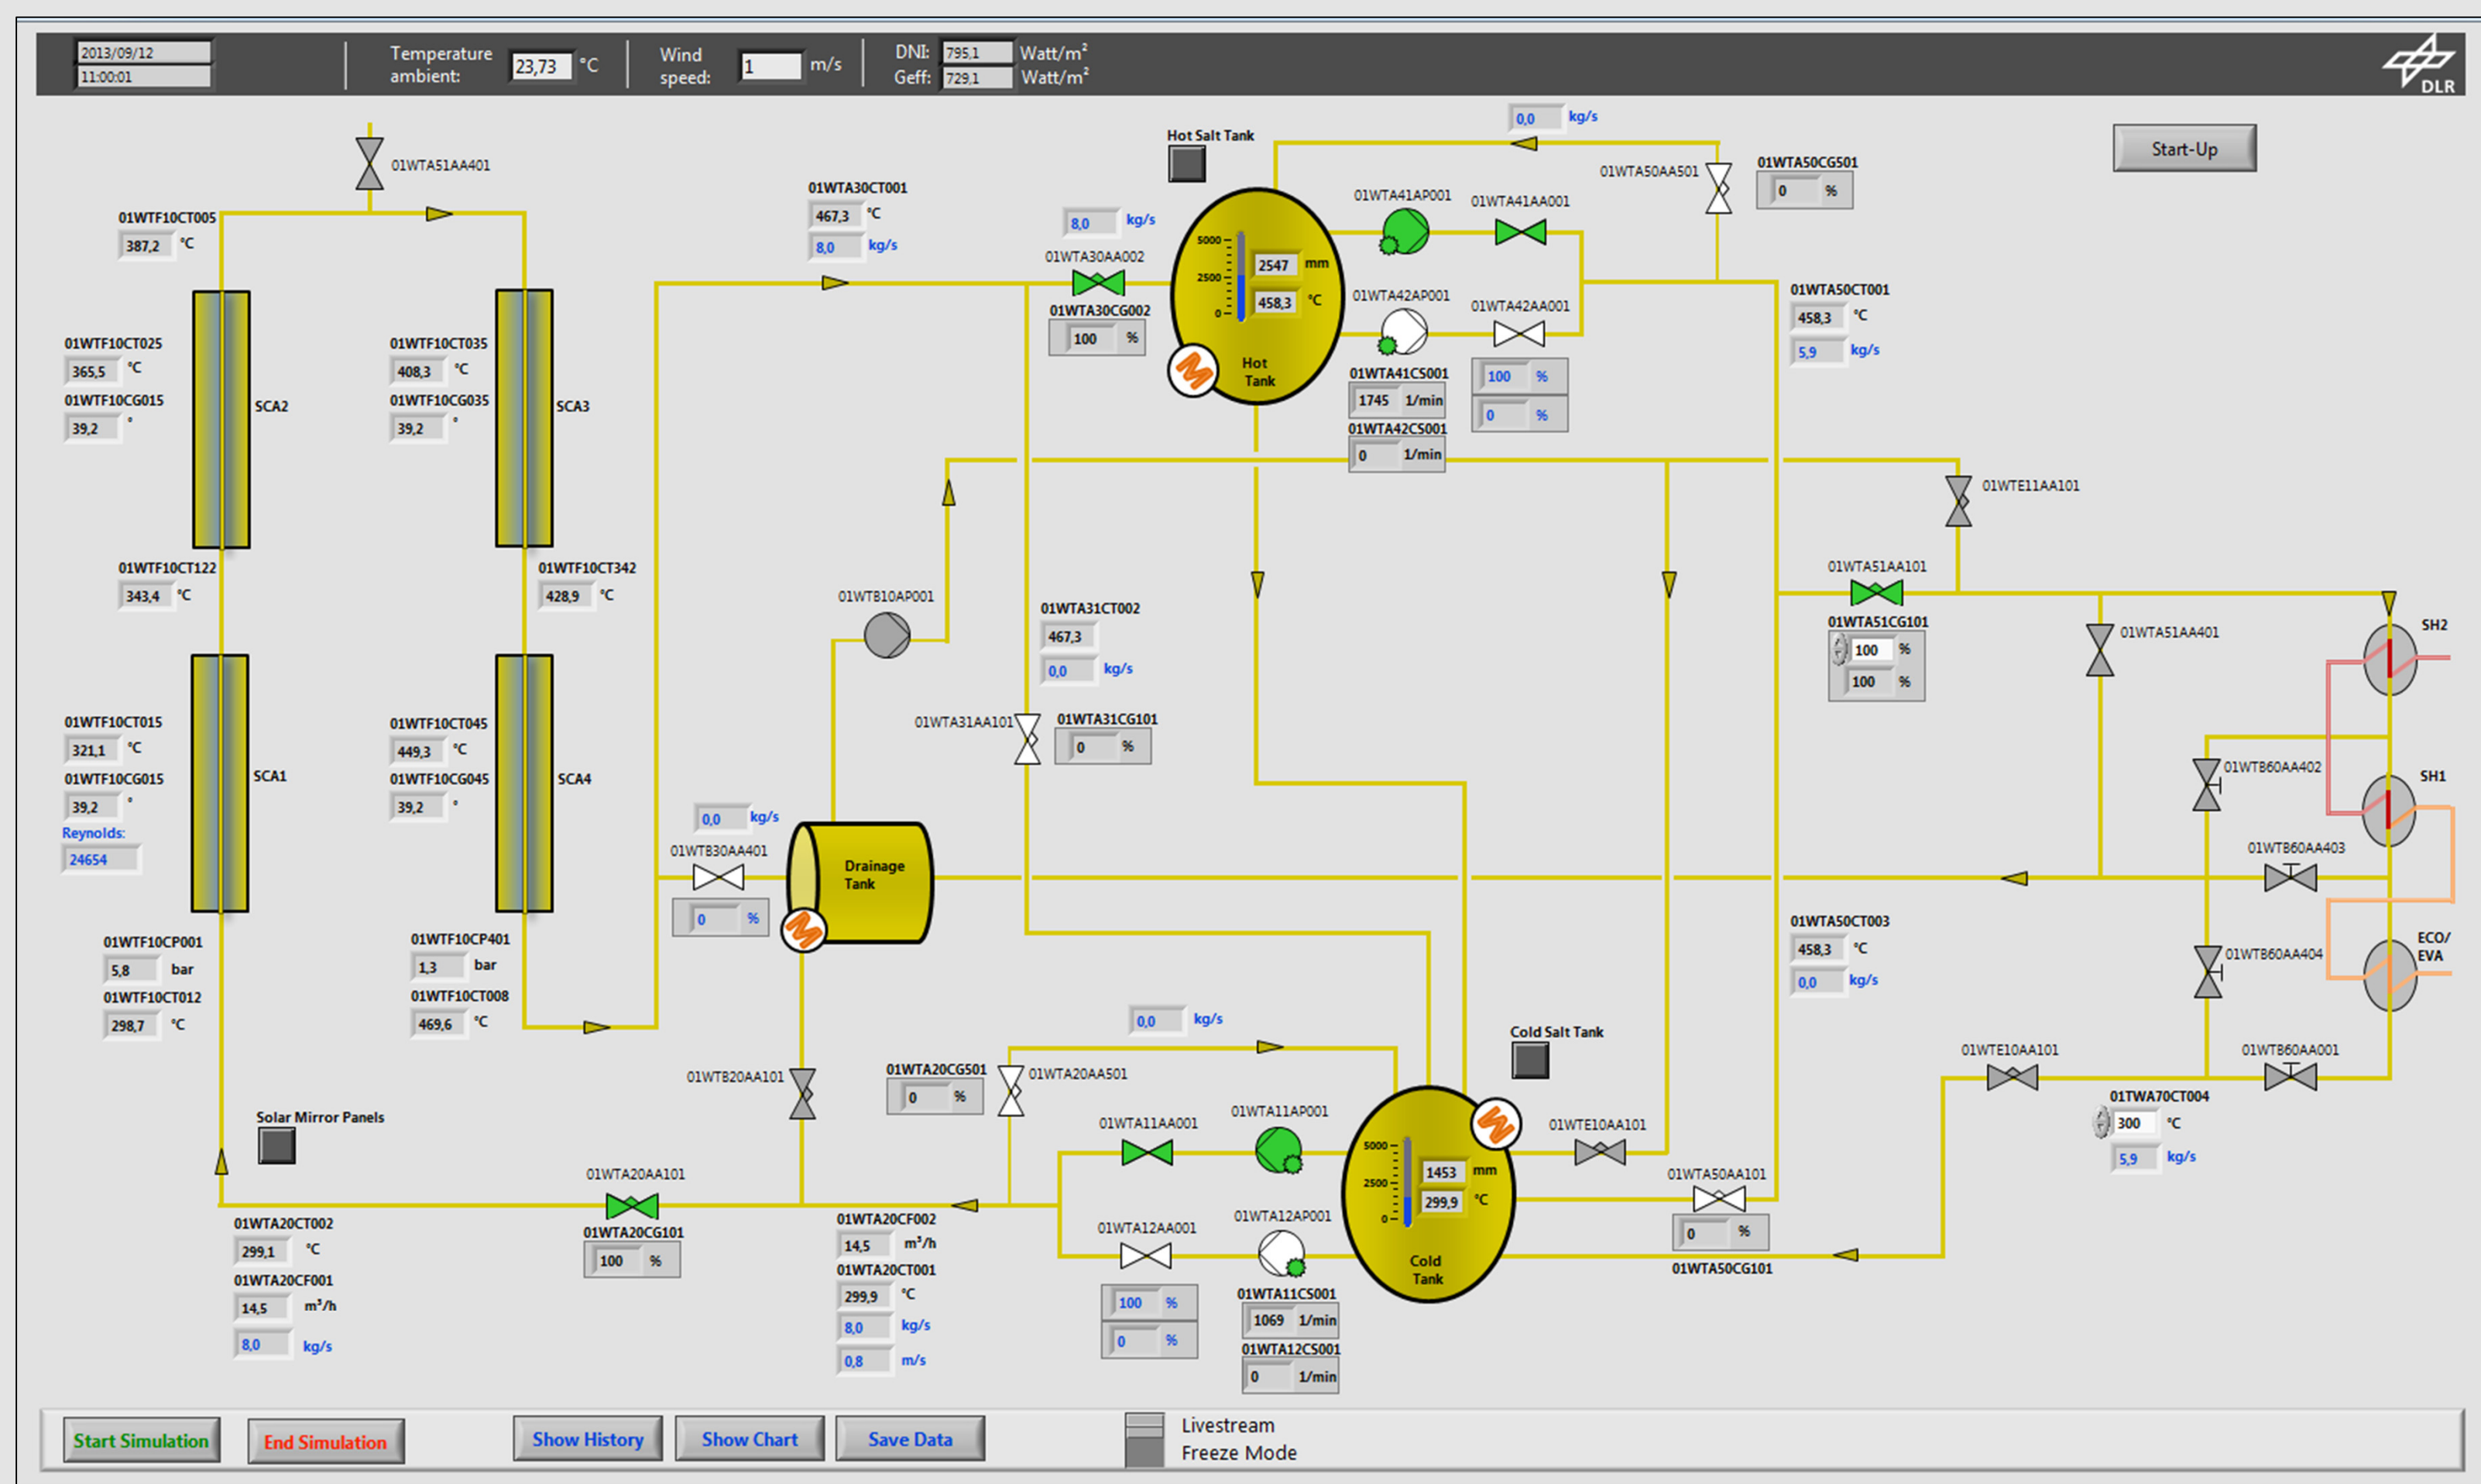 2013/09/12
11:00:01
Temperature
ambient:
23,73 °C
Wind
speed:
1 m/s
DNI: 795,1 Watt/m²
Geff: 729,1 Watt/m²
DLR
Start-Up
01WTA51AA401
01WTF10CT005
387,2 °C
01WTF10CT025
365,5 °C
01WTF10CG015
39,2 °
SCA2
01WTF10CT035
408,3 °C
01WTF10CG035
39,2 °
SCA3
01WTF10CT122
343,4 °C
01WTF10CT342
428,9 °C
01WTF10CT015
321,1 °C
01WTF10CG015
39,2 °
Reynolds:
24654
SCA1
01WTF10CT045
449,3 °C
01WTF10CG045
39,2 °
SCA4
01WTF10CP001
5,8 bar
01WTF10CT012
298,7 °C
01WTF10CP401
1,3 bar
01WTF10CT008
469,6 °C
Solar Mirror Panels
01WTA20CT002
299,1 °C
01WTA20CF001
14,5 m³/h
8,0 kg/s
01WTA20AA101
01WTA20CG101
100 %
01WTA20CF002
14,5 m³/h
01WTA20CT001
299,9 °C
8,0 kg/s
0,8 m/s
01WTA30CT001
467,3 °C
8,0 kg/s
8,0 kg/s
01WTA30AA002
01WTA30CG002
100 %
Hot Salt Tank
5000
2500
0
2547 mm
458,3 °C
Hot
Tank
0,0 kg/s
01WTA50AA501
01WTA50CG501
0 %
01WTA41AP001
01WTA41AA001
01WTA42AP001
01WTA42AA001
01WTA41CS001
1745 1/min
01WTA42CS001
0 1/min
100 %
0 %
01WTA50CT001
458,3 °C
5,9 kg/s
01WTE11AA101
01WTA51AA101
01WTA51CG101
100 %
100 %
01WTA51AA401
SH2
01WTB10AP001
01WTA31CT002
467,3
0,0 kg/s
01WTA31AA101
01WTA31CG101
0 %
01WTB60AA402
SH1
0,0 kg/s
01WTB30AA401
0 %
Drainage
Tank
01WTB60AA403
01WTA50CT003
458,3 °C
0,0 kg/s
01WTB60AA404
ECO/
EVA
0,0 kg/s
01WTB20AA101
01WTA20CG501
0 %
01WTA20AA501
Cold Salt Tank
01WTE10AA101
01WTB60AA001
01TWA70CT004
300 °C
5,9 kg/s
01WTA11AA001
01WTA11AP001
5000
2500
0
1453 mm
299,9 °C
Cold
Tank
01WTE10AA101
01WTA50AA101
0 %
01WTA50CG101
01WTA12AA001
01WTA12AP001
100 %
0 %
01WTA11CS001
1069 1/min
01WTA12CS001
0 1/min
Start Simulation
End Simulation
Show History
Show Chart
Save Data
Livestream
Freeze Mode